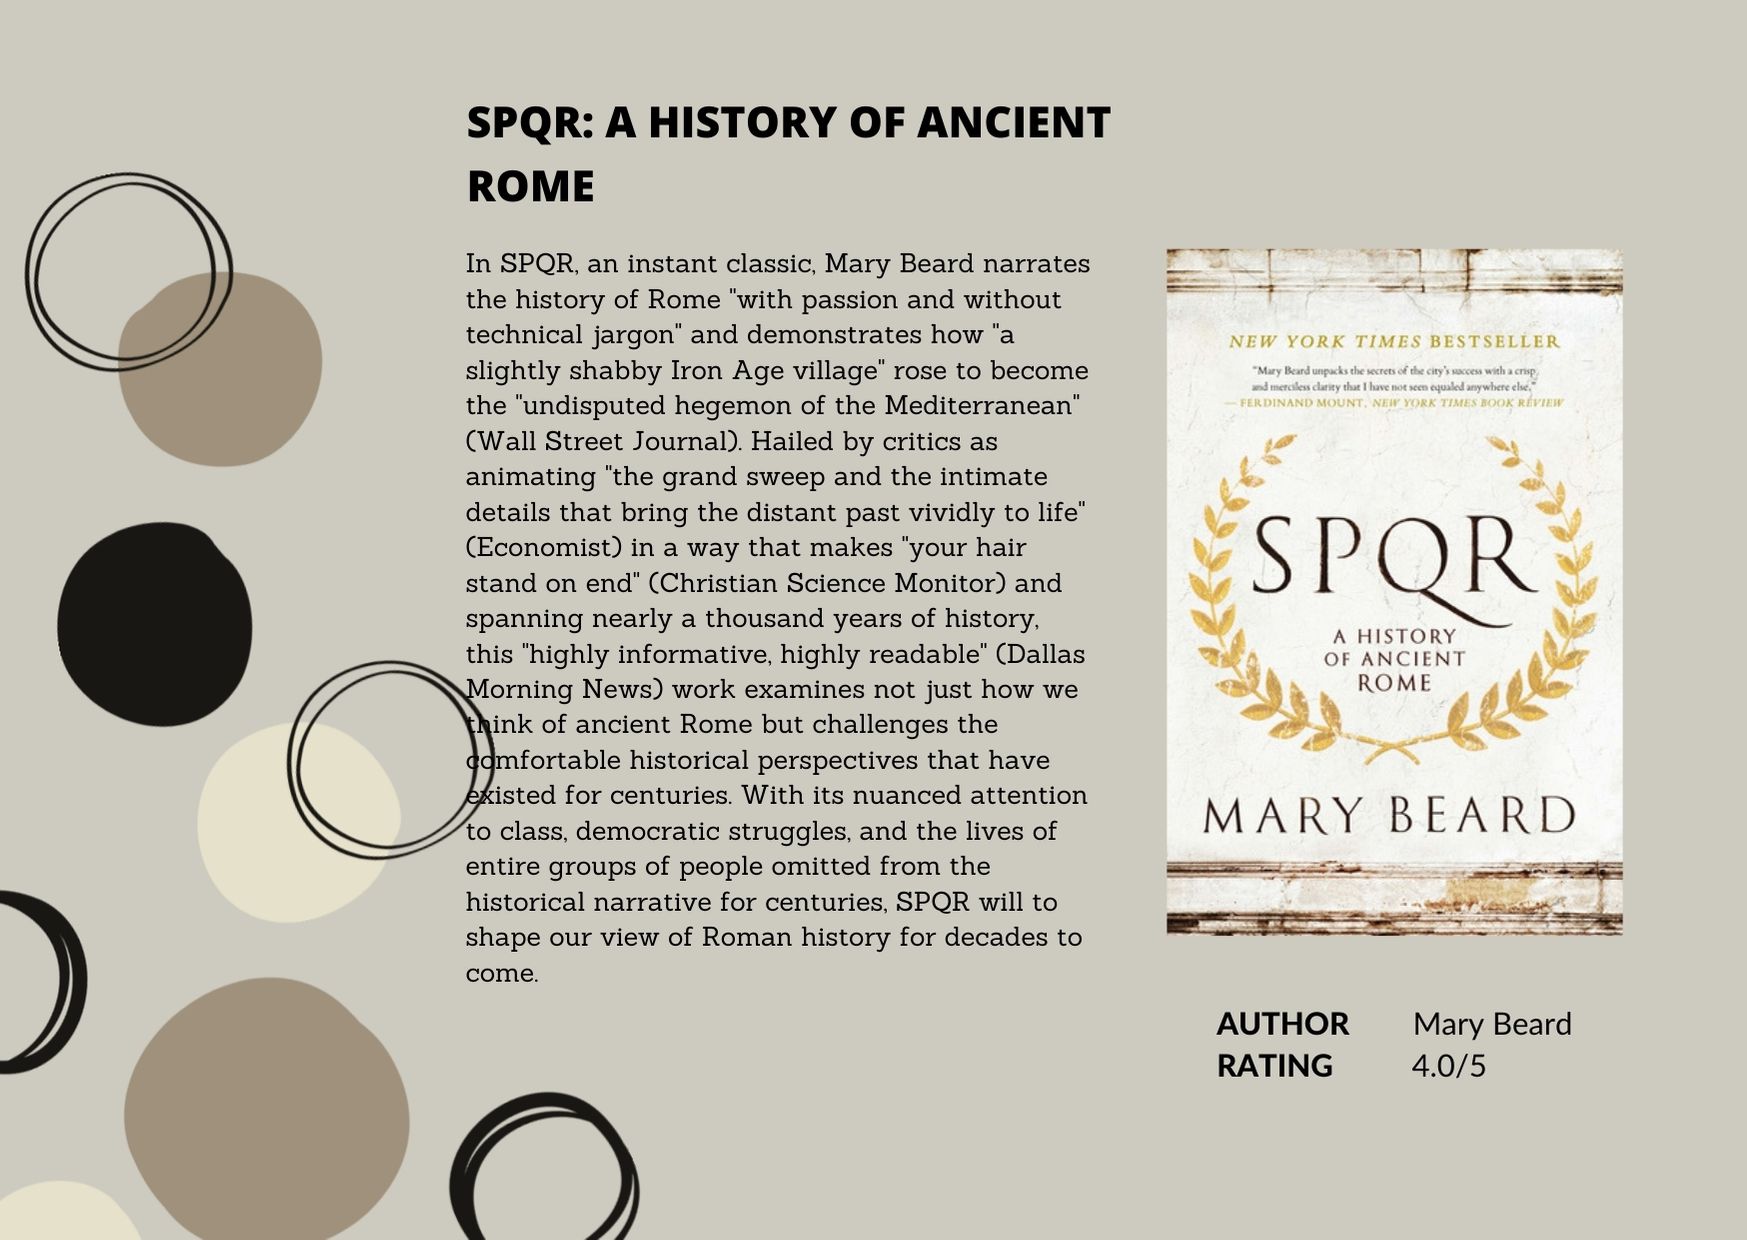 SPQR: A HISTORY OF ANCIENT
ROME
In SPQR, an instant classic, Mary Beard narrates
the history of Rome "with passion and without
technical jargon" and demonstrates how "a
slightly shabby Iron Age village" rose to become
the "undisputed hegemon of the Mediterranean"
(Wall Street Journal). Hailed by critics as
animating "the grand sweep and the intimate
details that bring the distant past vividly to life"
(Economist) in a way that makes "your hair
stand on end" (Christian Science Monitor) and
spanning nearly a thousand years of history,
this "highly informative, highly readable" (Dallas
Morning News) work examines not just how we
think of ancient Rome but challenges the
comfortable historical perspectives that have
existed for centuries. With its nuanced attention
to class, democratic struggles, and the lives of
entire groups of people omitted from the
historical narrative for centuries, SPQR will to
shape our view of Roman history for decades to
come.
NEW YORK TIMES BESTSELLER
"Mary Beard unpacks the secrets of the city's success with a crisp
and merciless clarity that I have not seen equaled anywhere else."
— FERDINAND MOUNT, NEW YORK TIMES BOOK REVIEW
SPQR
A HISTORY
OF ANCIENT
ROME
MARY BEARD
AUTHOR Mary Beard
RATING 4.0/5